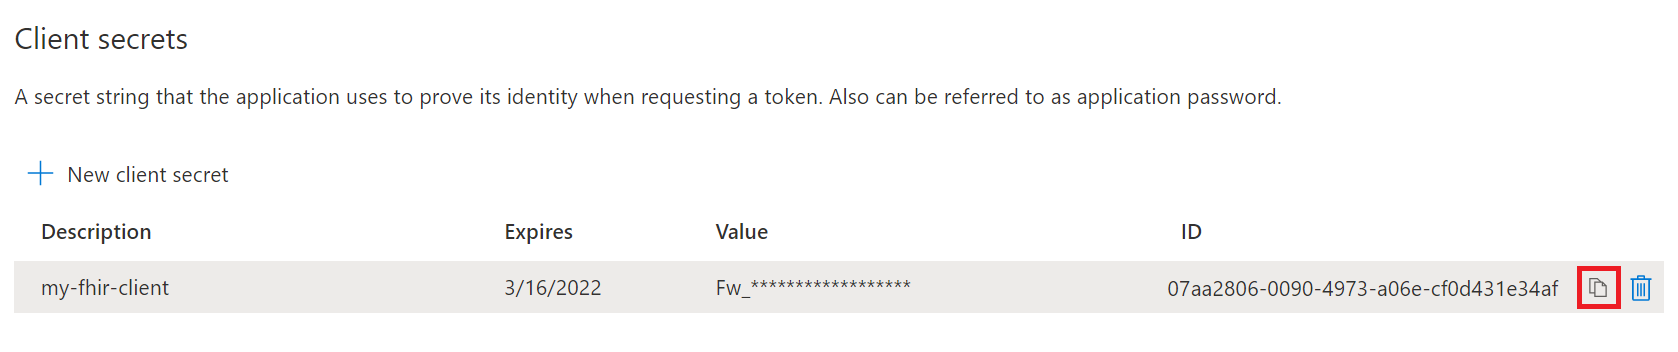 Client secrets
A secret string that the application uses to prove its identity when requesting a token. Also can be referred to as application password.
New client secret
Description Expires Value ID
my-fhir-client 3/16/2022 Fw_****************** 07aa2806-0090-4973-a06e-cf0d431e34af